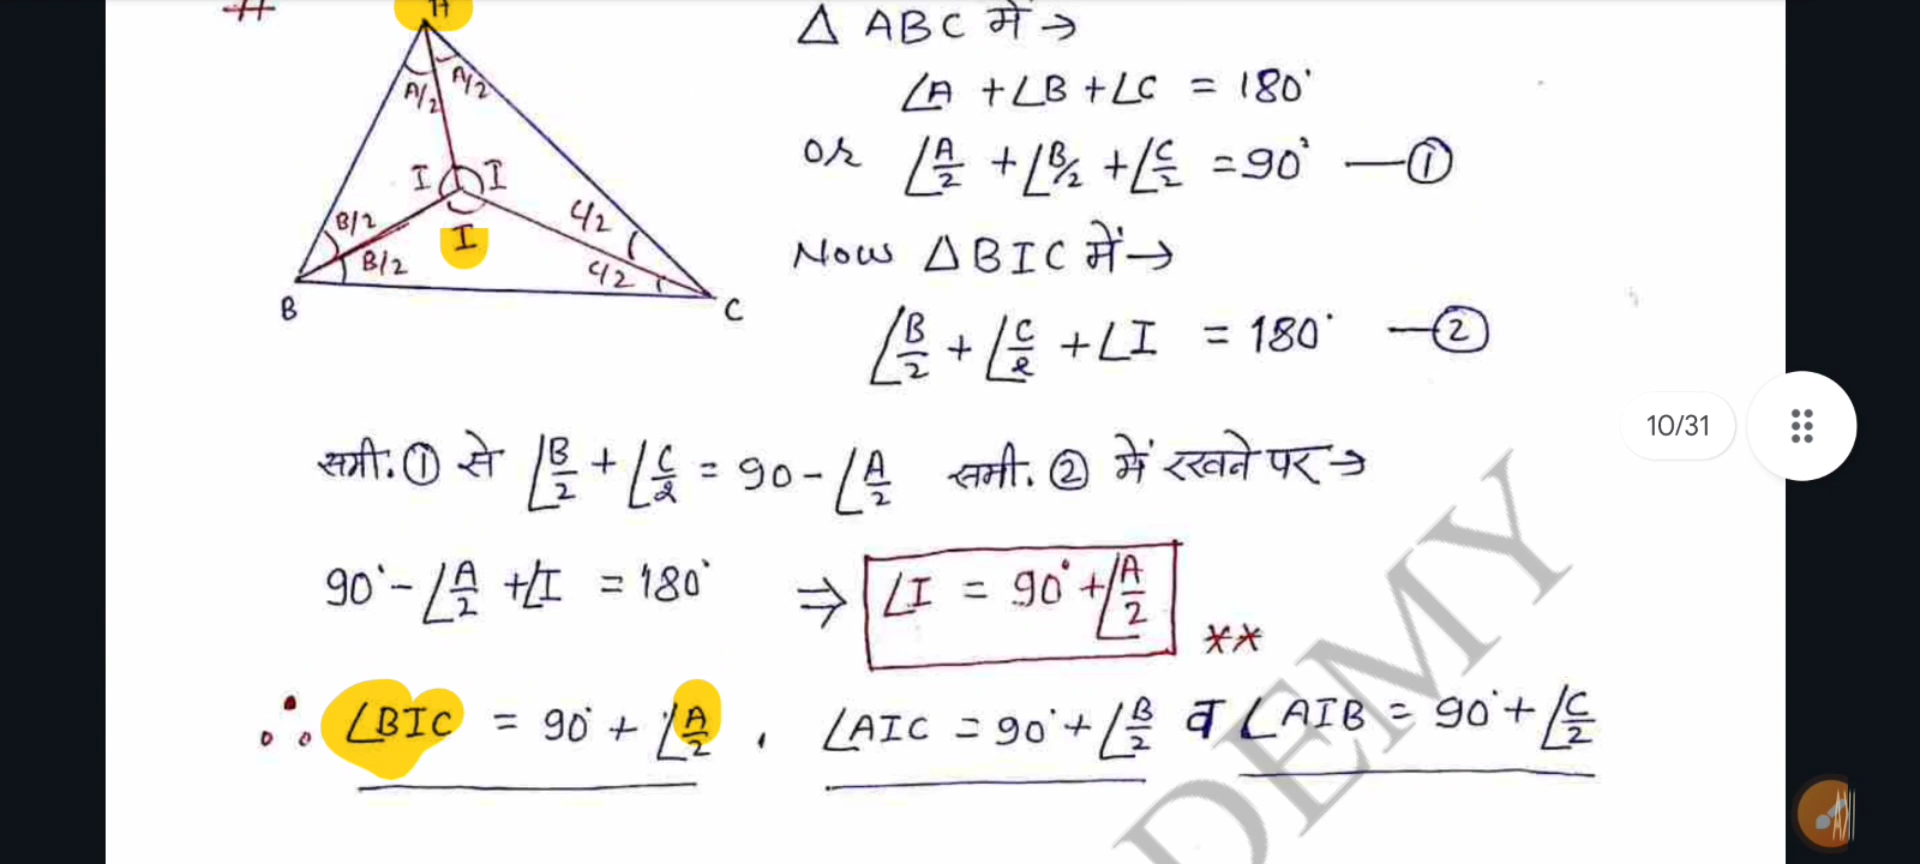 #
A
A/2
A/2
I
I
I
B/2
B/2
C/2
C/2
B
C
Δ ABC में →
∠A + ∠B + ∠C = 180°
or ∠A/2 + ∠B/2 + ∠C/2 = 90° —①
Now Δ BIC में →
∠B/2 + ∠C/2 + ∠I = 180° —②
10/31
समी. ① से ∠B/2 + ∠C/2 = 90 - ∠A/2 समी. ② में रखने पर →
90° - ∠A/2 + ∠I = 180° ⇒ ∠I = 90° + ∠A/2 **
∴ ∠BIC = 90° + ∠A/2 , ∠AIC = 90° + ∠B/2 व ∠AIB = 90° + ∠C/2
DEMY